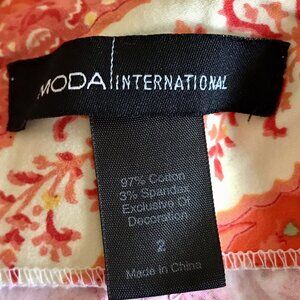 MODA INTERNATIONAL
97% Cotton
3% Spandex
Exclusive Of
Decoration
2
Made in China